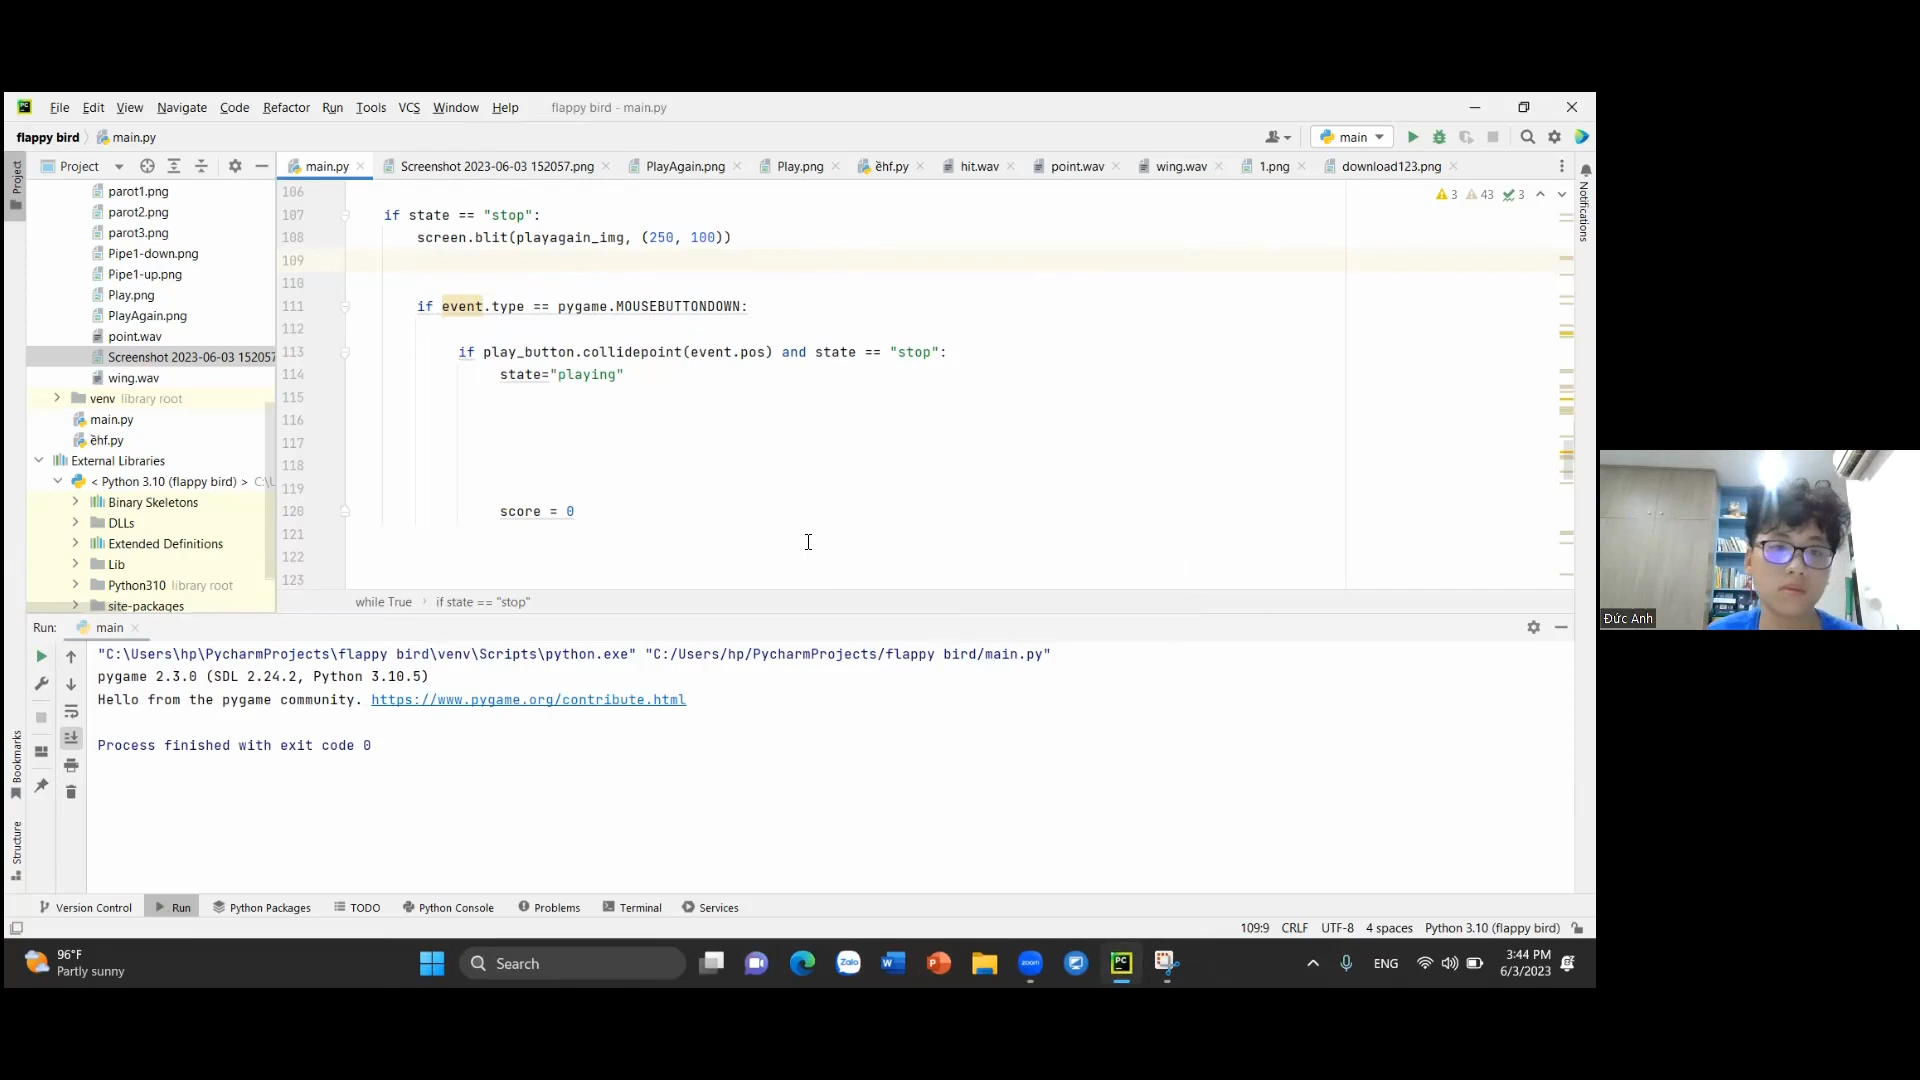 File Edit View Navigate Code Refactor Run Tools VCS Window Help flappy bird - main.py
flappy bird main.py main
Project main.py Screenshot 2023-06-03 152057.png PlayAgain.png Play.png ẽhf.py hit.wav point.wav wing.wav 1.png download123.png
Project
Notifications
Bookmarks
Structure
parot1.png
parot2.png
parot3.png
Pipe1-down.png
Pipe1-up.png
Play.png
PlayAgain.png
point.wav
Screenshot 2023-06-03 152057
wing.wav
venv library root
main.py
ẽhf.py
External Libraries
< Python 3.10 (flappy bird) > C:\U
Binary Skeletons
DLLs
Extended Definitions
Lib
Python310 library root
site-packages
3 43 3
106
107 if state == "stop":
108 screen.blit(playagain_img, (250, 100))
109
110
111 if event.type == pygame.MOUSEBUTTONDOWN:
112
113 if play_button.collidepoint(event.pos) and state == "stop":
114 state="playing"
115
116
117
118
119
120 score = 0
121
122
123
while True if state == "stop"
Run: main
"C:\Users\hp\PycharmProjects\flappy bird\venv\Scripts\python.exe" "C:/Users/hp/PycharmProjects/flappy bird/main.py"
pygame 2.3.0 (SDL 2.24.2, Python 3.10.5)
Hello from the pygame community. https://www.pygame.org/contribute.html
Process finished with exit code 0
Version Control Run Python Packages TODO Python Console Problems Terminal Services
109:9 CRLF UTF-8 4 spaces Python 3.10 (flappy bird)
96°F
Partly sunny
Search
Zalo
zoom
ENG
3:44 PM
6/3/2023
Đức Anh